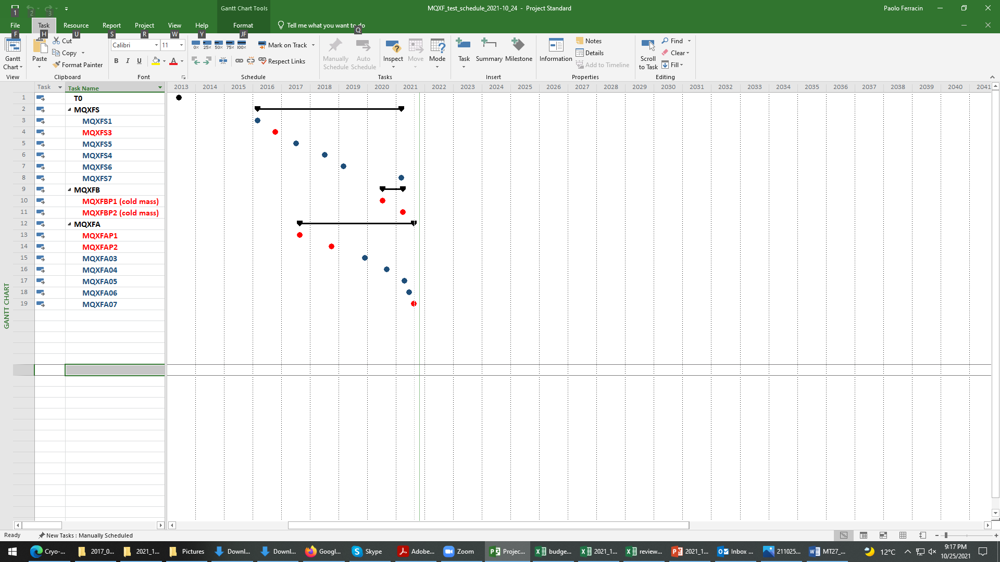 1 2 3
Gantt Chart Tools
MQXF_test_schedule_2021-10_24 - Project Standard
Paolo Ferracin
File Task Resource Report Project View Help Format Tell me what you want to do
F H U S R W Y JF Q
Gantt Chart
View
Paste
Cut
Copy
Format Painter
Clipboard
Calibri 11
B I U A
Font
0% 25% 50% 75% 100%
Mark on Track
Respect Links
Schedule
Manually Schedule
Auto Schedule
Inspect
Move
Mode
Tasks
Task
Summary
Milestone
Insert
Information
Notes
Details
Add to Timeline
Properties
Scroll to Task
Find
Clear
Fill
Editing
Task Task Name 2013 2014 2015 2016 2017 2018 2019 2020 2021 2022 2023 2024 2025 2026 2027 2028 2029 2030 2031 2032 2033 2034 2035 2036 2037 2038 2039 2040 2041
1 T0
2 MQXFS
3 MQXFS1
4 MQXFS3
5 MQXFS5
6 MQXFS4
7 MQXFS6
8 MQXFS7
9 MQXFB
10 MQXFBP1 (cold mass)
11 MQXFBP2 (cold mass)
12 MQXFA
13 MQXFAP1
14 MQXFAP2
15 MQXFA03
16 MQXFA04
17 MQXFA05
18 MQXFA06
19 MQXFA07
GANTT CHART
Ready New Tasks : Manually Scheduled
Cryo-... 2017_0... 2021_1... Pictures Downl... Downl... Googl... Skype Adobe... Zoom Projec... budge... 2021_1... review... 2021_1... Inbox ... 211025... MT27_... 12°C 9:17 PM
10/25/2021